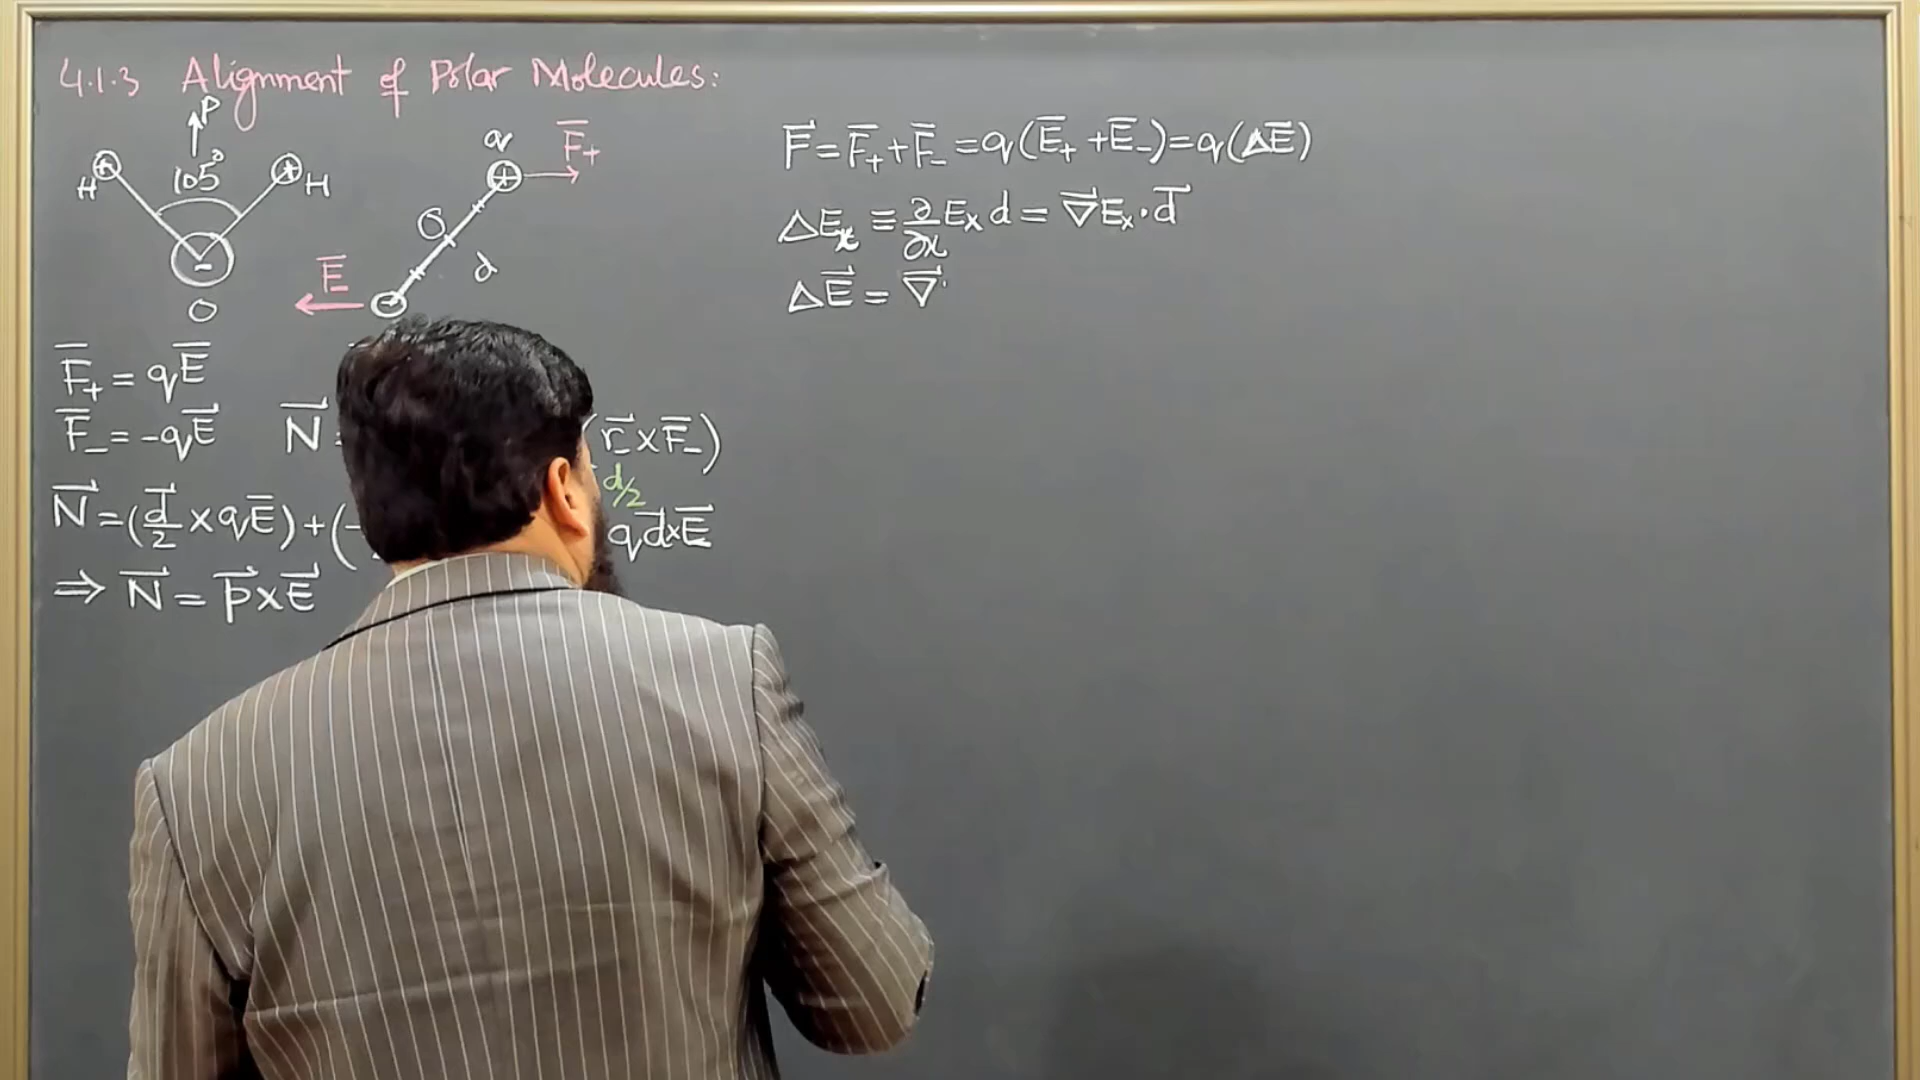 4.1.3 Alignment of Polar Molecules:
P
105°
H
H
O
q
F̅₊
θ
d
E̅
F̅₊ = qE̅
F̅₋ = -qE⃗
N⃗ = (r⃗₋ × F̅₋)
d/2
N⃗ = (d⃗/2 × qE̅) + (- qd⃗×E⃗
⇒ N⃗ = p⃗×E⃗
F⃗ = F̅₊ + F̅₋ = q(E̅₊ + E̅₋) = q(ΔE̅)
ΔEₓ ≡ ∂/∂x Eₓ d = ∇⃗Eₓ · d⃗
ΔE⃗ = ∇⃗